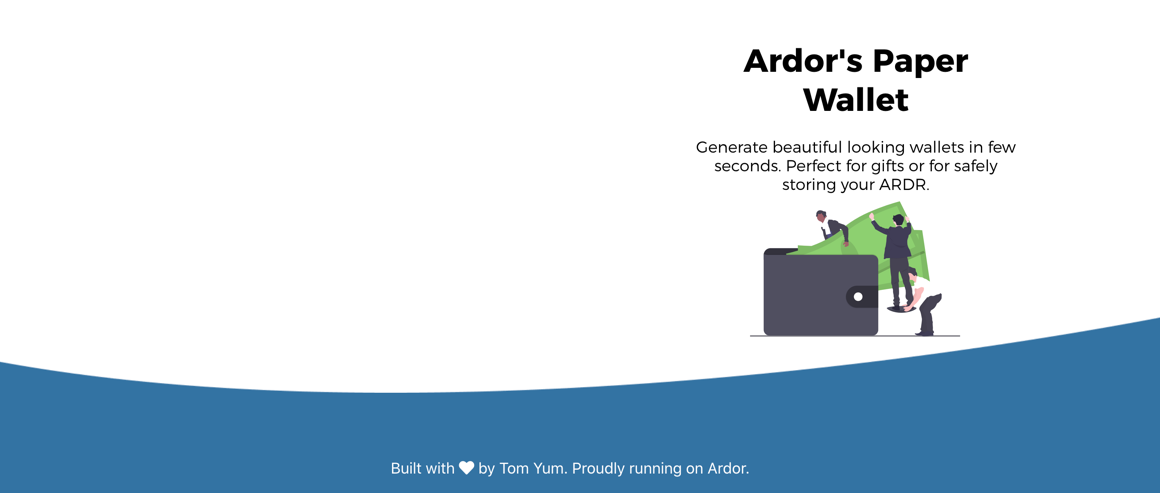 Ardor's Paper
Wallet
Generate beautiful looking wallets in few
seconds. Perfect for gifts or for safely
storing your ARDR.
Built with ♥ by Tom Yum. Proudly running on Ardor.